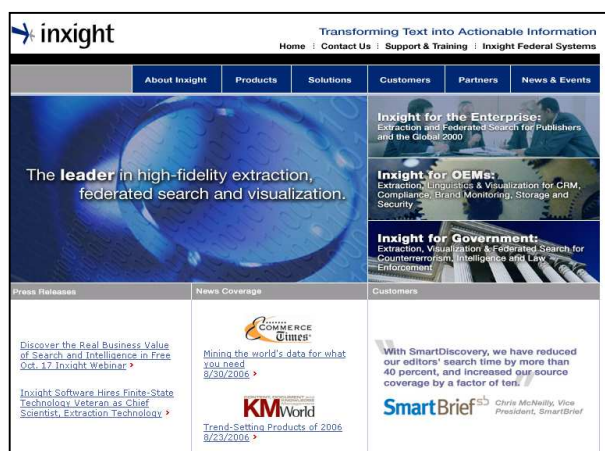 inxight
Transforming Text into Actionable Information
Home Contact Us Support & Training Inxight Federal Systems
About Inxight Products Solutions Customers Partners News & Events
The leader in high-fidelity extraction,
federated search and visualization.
Inxight for the Enterprise:
Extraction and Federated Search for Publishers
and the Global 2000
Inxight for OEMs:
Extraction, Linguistics & Visualization for CRM,
Compliance, Brand Monitoring, Storage and
Security
Inxight for Government:
Extraction, Visualization & Federated Search for
Counterterrorism, Intelligence and Law
Enforcement
Press Releases
Discover the Real Business Value
of Search and Intelligence in Free
Oct. 17 Inxight Webinar >
Inxight Software Hires Finite-State
Technology Veteran as Chief
Scientist, Extraction Technology >
News Coverage
ECOMMERCE
Times
Mining the world's data for what
you need
8/30/2006 >
KMWorld
Trend-Setting Products of 2006
8/23/2006 >
Customers
"With SmartDiscovery, we have reduced
our editors' search time by more than
40 percent, and increased our source
coverage by a factor of ten."
SmartBrief sb Chris McNeilly, Vice
President, SmartBrief